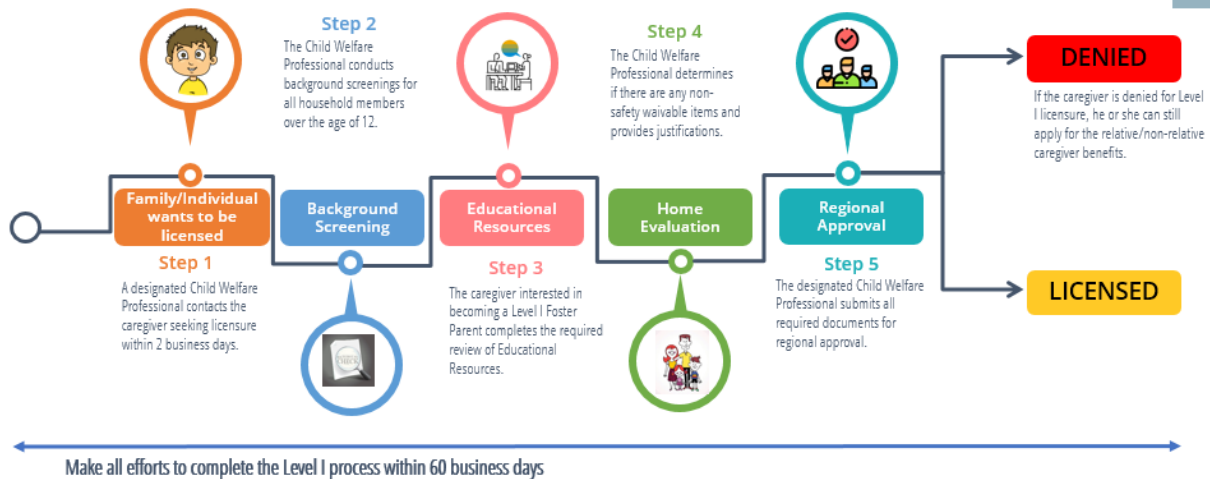 Step 2
The Child Welfare
Professional conducts
background screenings for
all household members
over the age of 12.
Step 4
The Child Welfare
Professional determines
if there are any non-
safety waivable items and
provides justifications.
DENIED
If the caregiver is denied for Level
I licensure, he or she can still
apply for the relative/non-relative
caregiver benefits.
Family/Individual
wants to be
licensed
Background
Screening
Educational
Resources
Home
Evaluation
Regional
Approval
Step 1
A designated Child Welfare
Professional contacts the
caregiver seeking licensure
within 2 business days.
Step 3
The caregiver interested in
becoming a Level I Foster
Parent completes the required
review of Educational
Resources.
Step 5
The designated Child Welfare
Professional submits all
required documents for
regional approval.
LICENSED
CHECK
Make all efforts to complete the Level I process within 60 business days